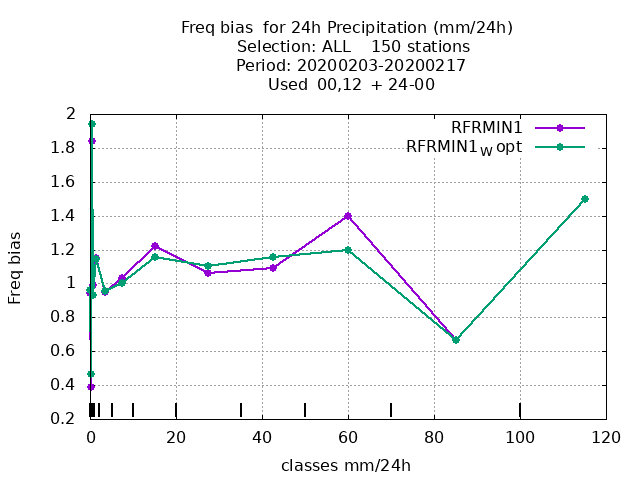 Freq bias  for 24h Precipitation (mm/24h)
Selection: ALL    150 stations
Period: 20200203-20200217
Used  00,12  + 24-00
RFRMIN1
RFRMIN1W opt
Freq bias
2
1.8
1.6
1.4
1.2
1
0.8
0.6
0.4
0.2
0 20 40 60 80 100 120
classes mm/24h